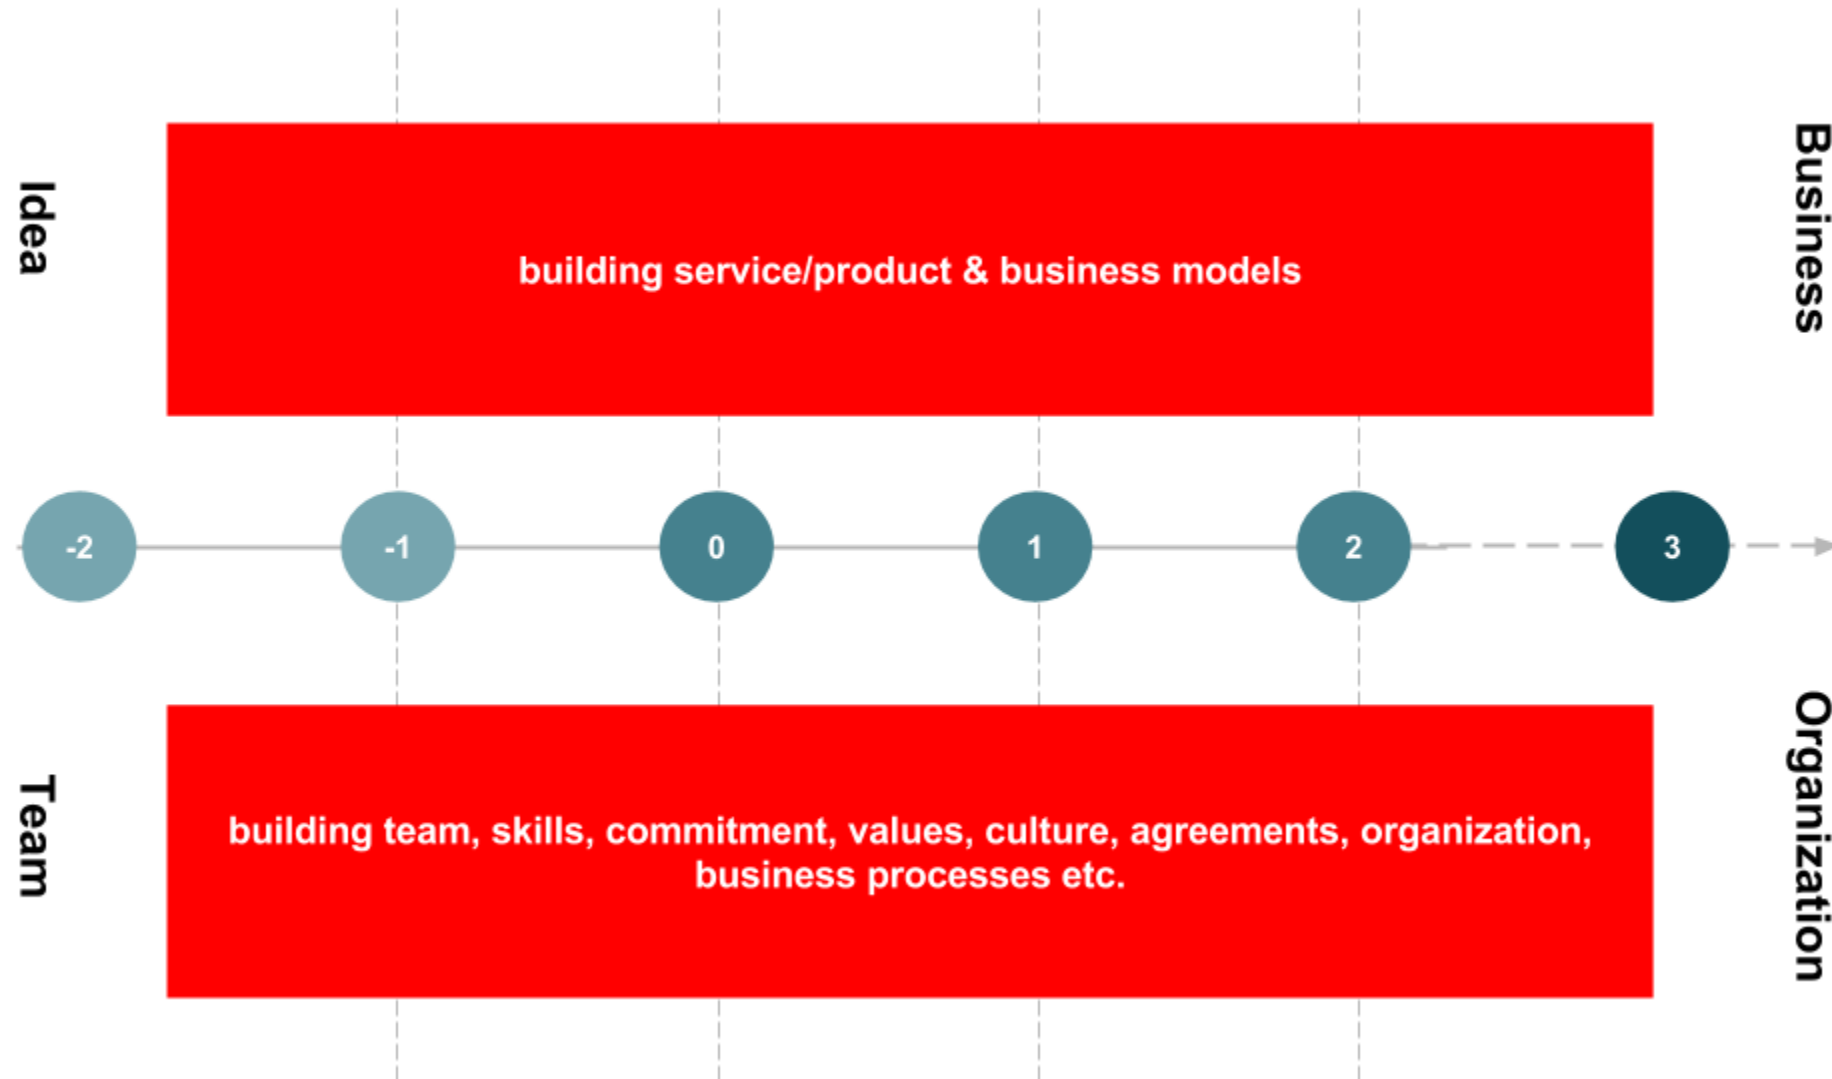 Idea
building service/product & business models
Business
-2
-1
0
1
2
3
Team
building team, skills, commitment, values, culture, agreements, organization,
business processes etc.
Organization